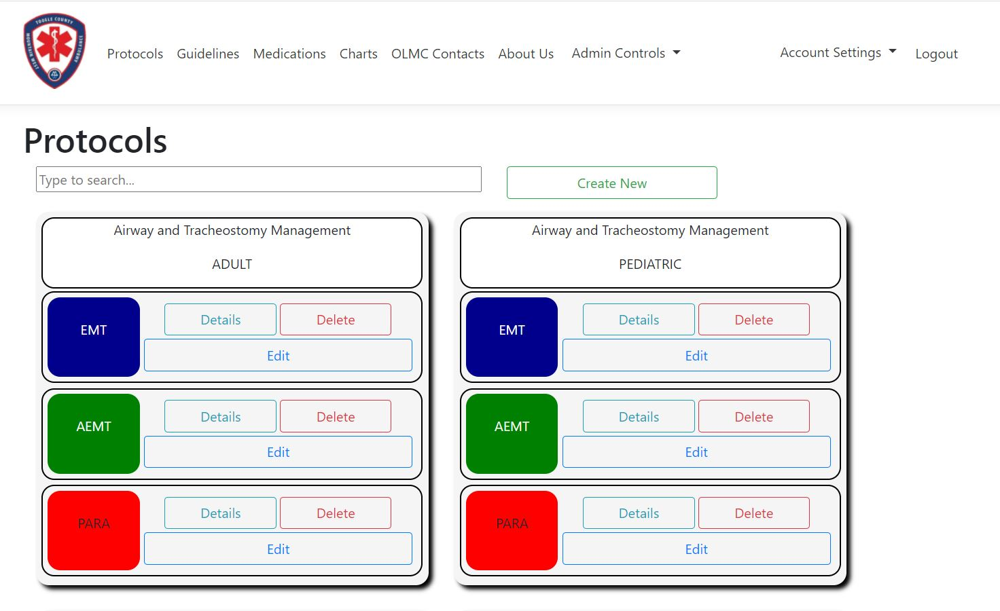 TOOELE COUNTY
MOUNTAIN WEST
AMBULANCE
Protocols Guidelines Medications Charts OLMC Contacts About Us Admin Controls Account Settings Logout
Protocols
Type to search...
Create New
Airway and Tracheostomy Management
ADULT
EMT
Details Delete
Edit
AEMT
Details Delete
Edit
PARA
Details Delete
Edit
Airway and Tracheostomy Management
PEDIATRIC
EMT
Details Delete
Edit
AEMT
Details Delete
Edit
PARA
Details Delete
Edit